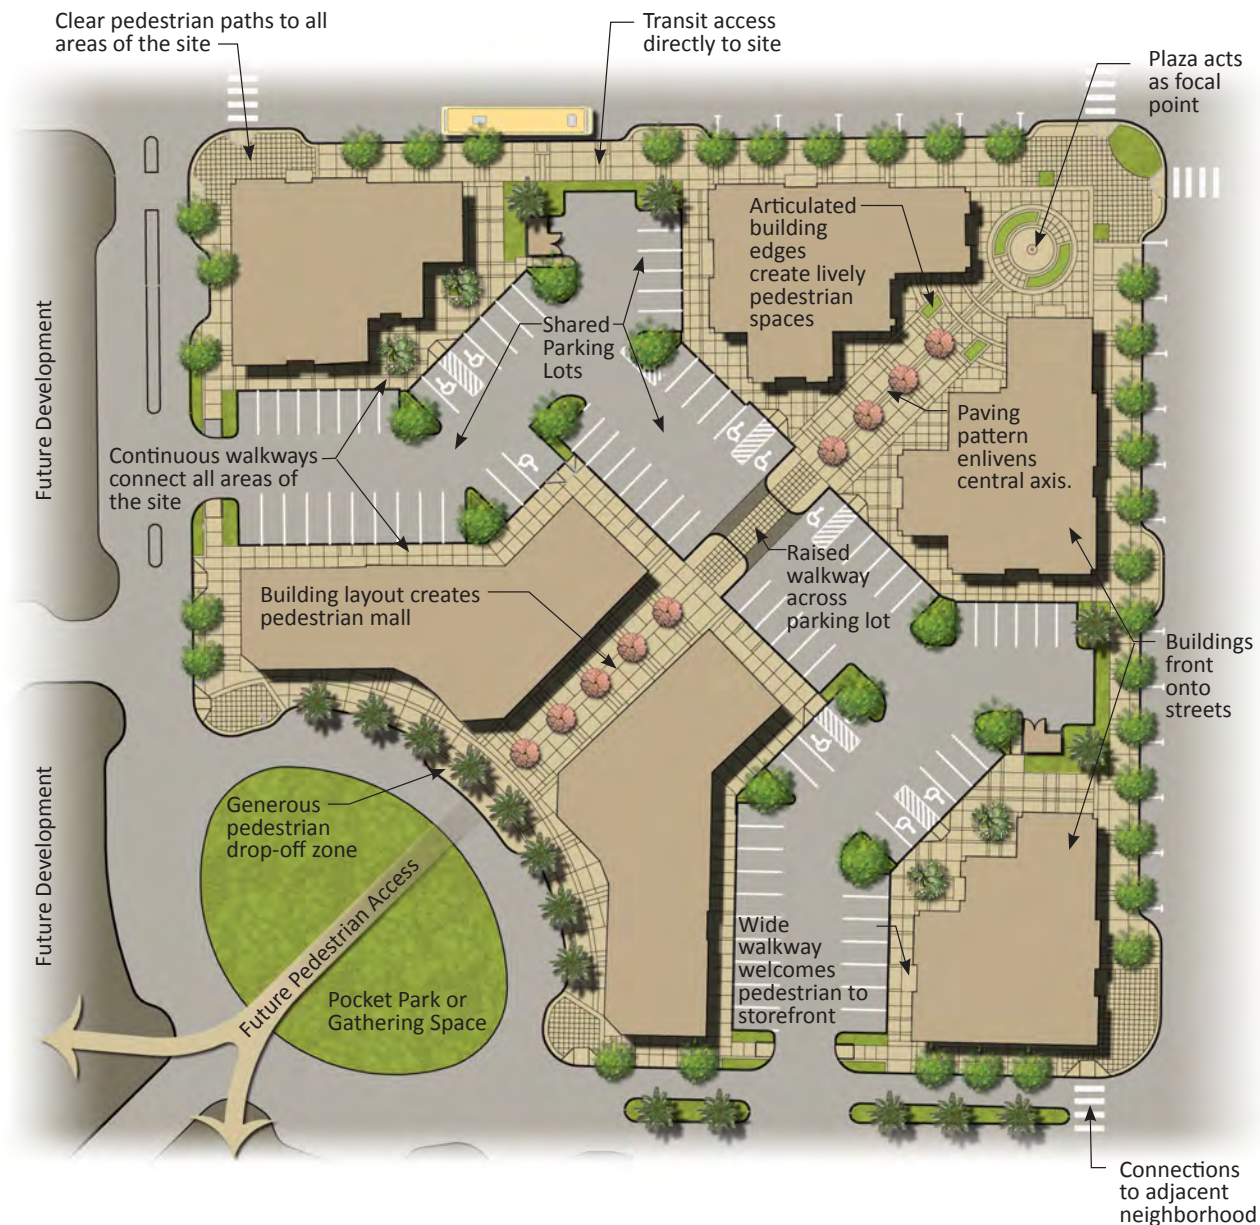 Clear pedestrian paths to all
areas of the site
Transit access
directly to site
Plaza acts
as focal
point
Articulated
building
edges
create lively
pedestrian
spaces
Shared
Parking
Lots
Future Development
Continuous walkways
connect all areas of
the site
Paving
pattern
enlivens
central axis.
Raised
walkway
across
parking lot
Building layout creates
pedestrian mall
Buildings
front
onto
streets
Generous
pedestrian
drop-off zone
Future Development
Future Pedestrian Access
Pocket Park or
Gathering Space
Wide
walkway
welcomes
pedestrian to
storefront
Connections
to adjacent
neighborhood